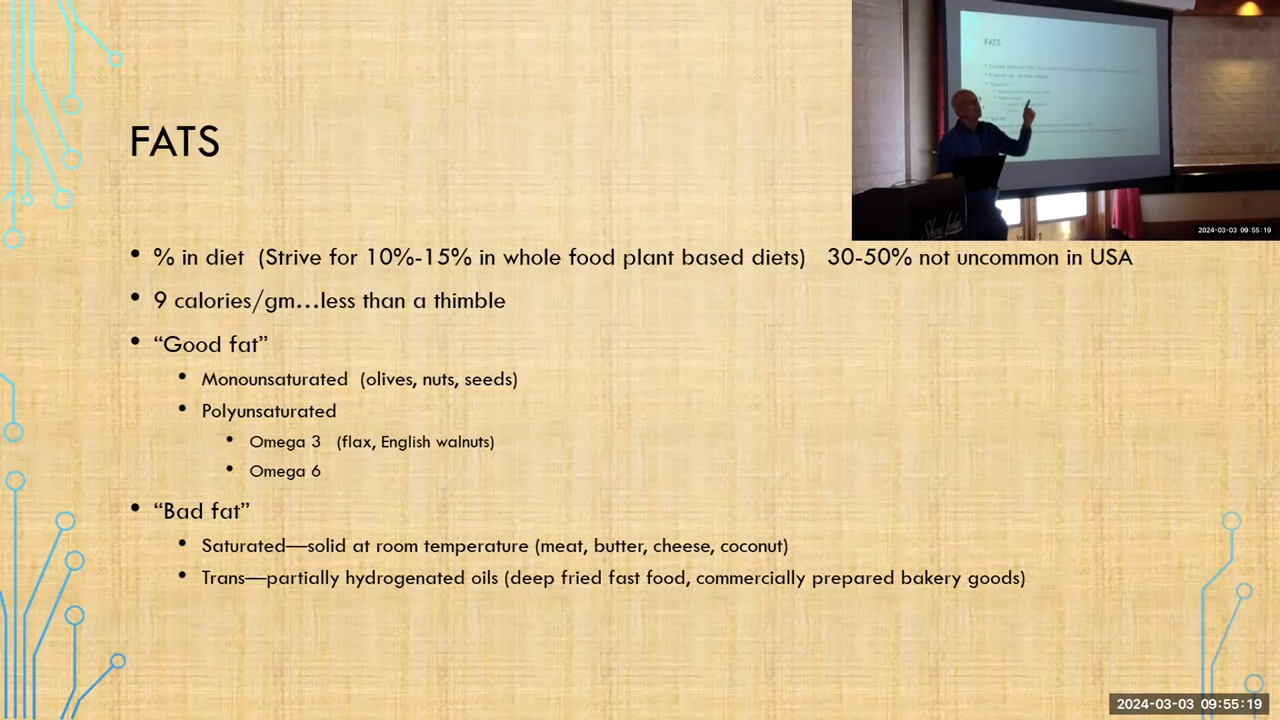 FATS
• % in diet (Strive for 10%-15% in whole food plant based diets) 30-50% not uncommon in USA
• 9 calories/gm…less than a thimble
• “Good fat”
• Monounsaturated (olives, nuts, seeds)
• Polyunsaturated
• Omega 3 (flax, English walnuts)
• Omega 6
• “Bad fat”
• Saturated—solid at room temperature (meat, butter, cheese, coconut)
• Trans—partially hydrogenated oils (deep fried fast food, commercially prepared bakery goods)
FATS
2024-03-03 09:55:19
2024-03-03 09:55:19